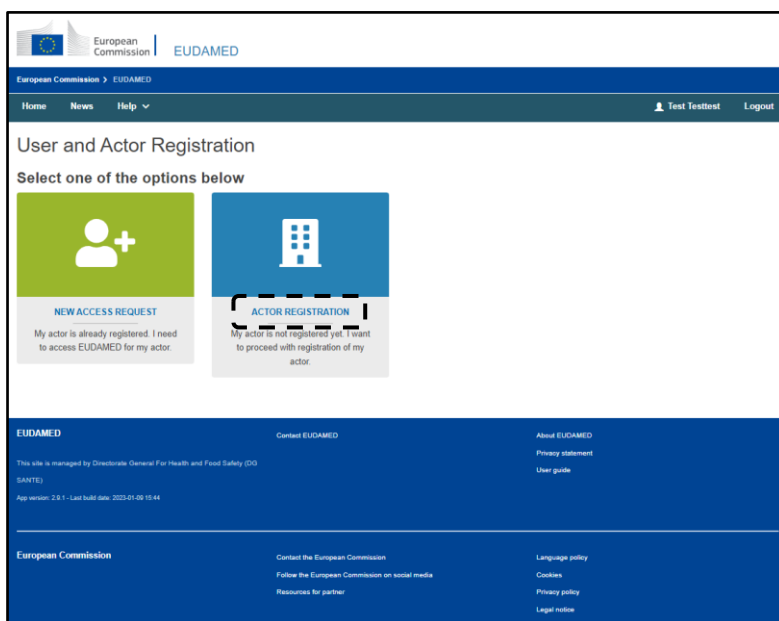 European
Commission
EUDAMED
European Commission > EUDAMED
Home News Help
Test Testtest Logout
User and Actor Registration
Select one of the options below
NEW ACCESS REQUEST
My actor is already registered. I need
to access EUDAMED for my actor.
ACTOR REGISTRATION
My actor is not registered yet. I want
to proceed with registration of my
actor.
EUDAMED
This site is managed by Directorate General For Health and Food Safety (DG
SANTE)
App version: 2.9.1 - Last build date: 2023-01-09 15:44
Contact EUDAMED
About EUDAMED
Privacy statement
User guide
European Commission
Contact the European Commission
Follow the European Commission on social media
Resources for partner
Language policy
Cookies
Privacy policy
Legal notice